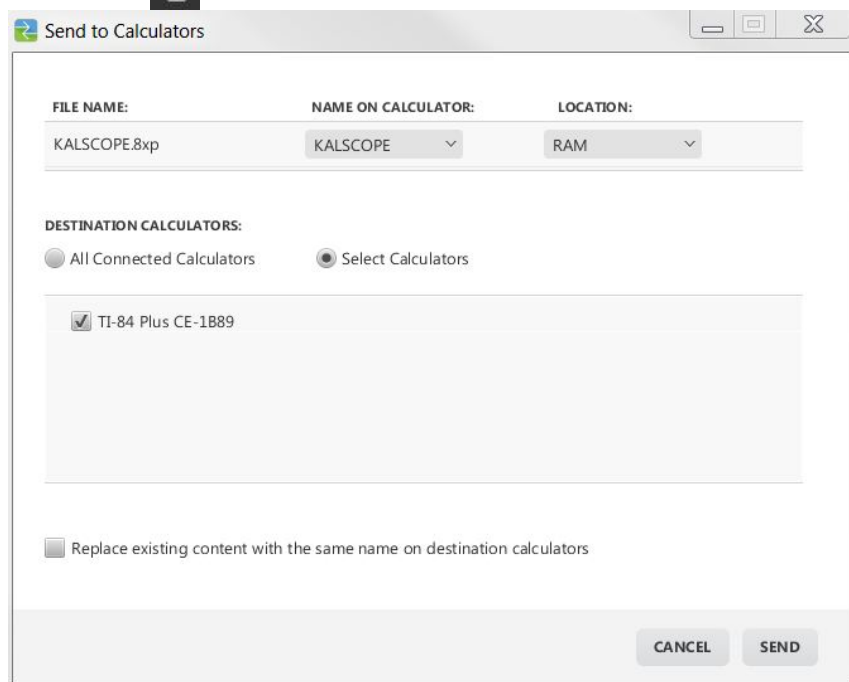 Send to Calculators
FILE NAME: NAME ON CALCULATOR: LOCATION:
KALSCOPE.8xp KALSCOPE RAM
DESTINATION CALCULATORS:
All Connected Calculators Select Calculators
TI-84 Plus CE-1B89
Replace existing content with the same name on destination calculators
CANCEL SEND